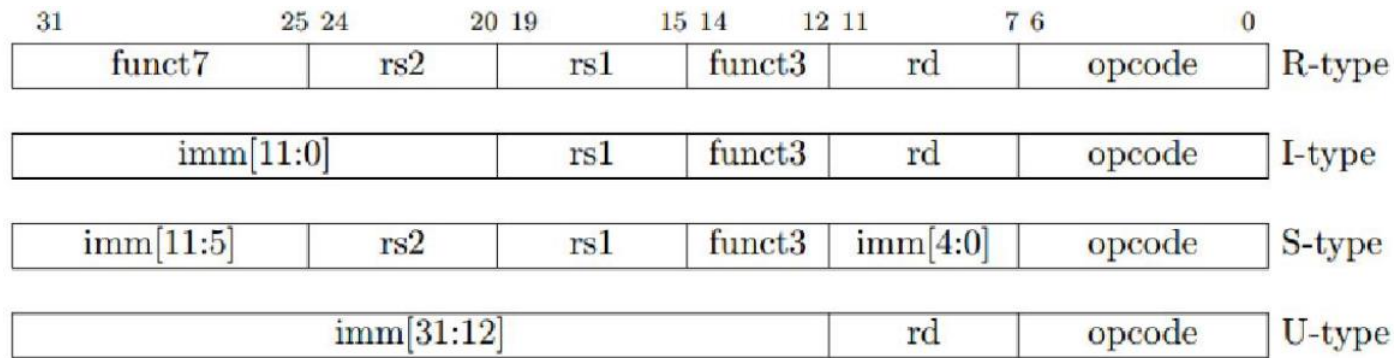 31 25 24 20 19 15 14 12 11 7 6 0
funct7 rs2 rs1 funct3 rd opcode R-type
imm[11:0] rs1 funct3 rd opcode I-type
imm[11:5] rs2 rs1 funct3 imm[4:0] opcode S-type
imm[31:12] rd opcode U-type